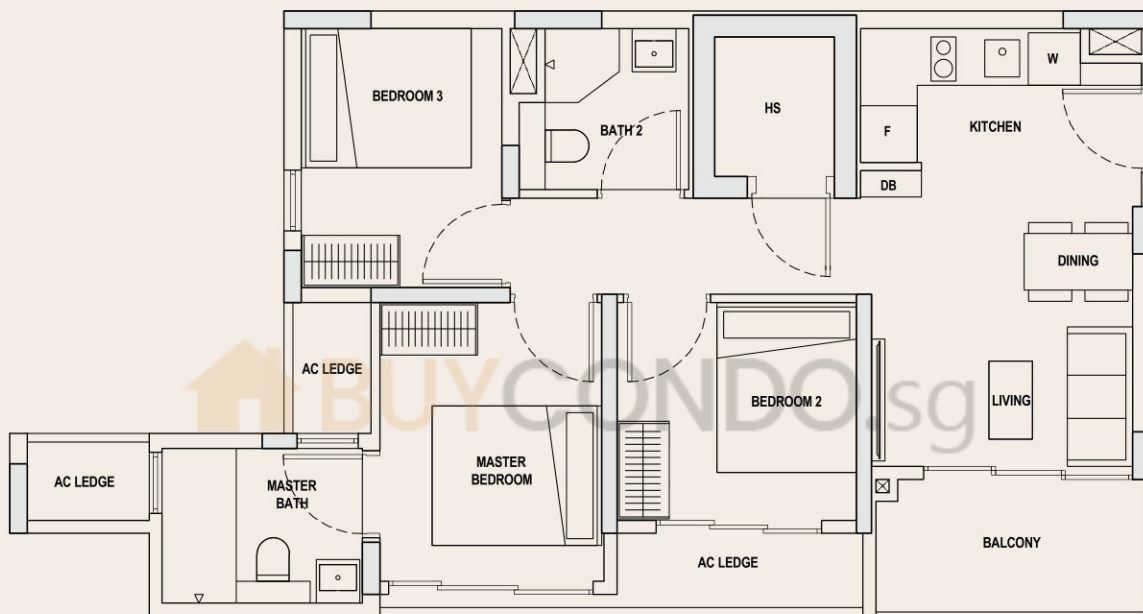 W
BEDROOM 3
HS
BATH 2
KITCHEN
F
DB
DINING
AC LEDGE
BUYCONDO.sg
BEDROOM 2
LIVING
MASTER
BEDROOM
AC LEDGE
MASTER
BATH
BALCONY
AC LEDGE